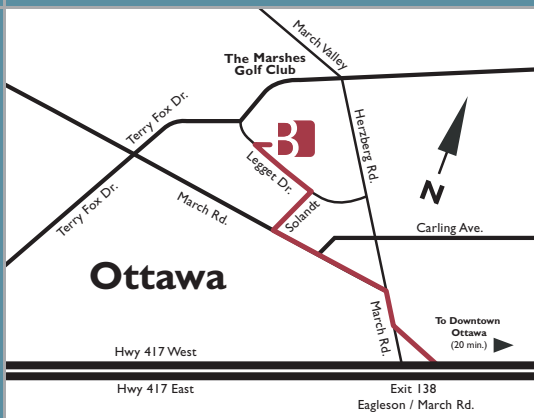 March Valley
The Marshes
Golf Club
Terry Fox Dr.
B
Herzberg Rd.
Legget Dr.
Terry Fox Dr.
March Rd.
Solandt
N
Carling Ave.
Ottawa
March Rd.
To Downtown
Ottawa
(20 min.)
Hwy 417 West
Hwy 417 East
Exit 138
Eagleson / March Rd.